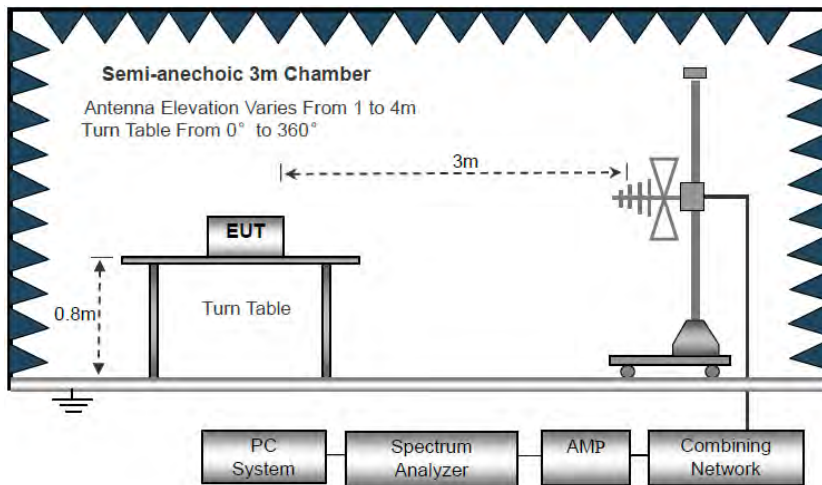 Semi-anechoic 3m Chamber
Antenna Elevation Varies From 1 to 4m
Turn Table From 0° to 360°
3m
EUT
0.8m
Turn Table
PC
System
Spectrum
Analyzer
AMP
Combining
Network